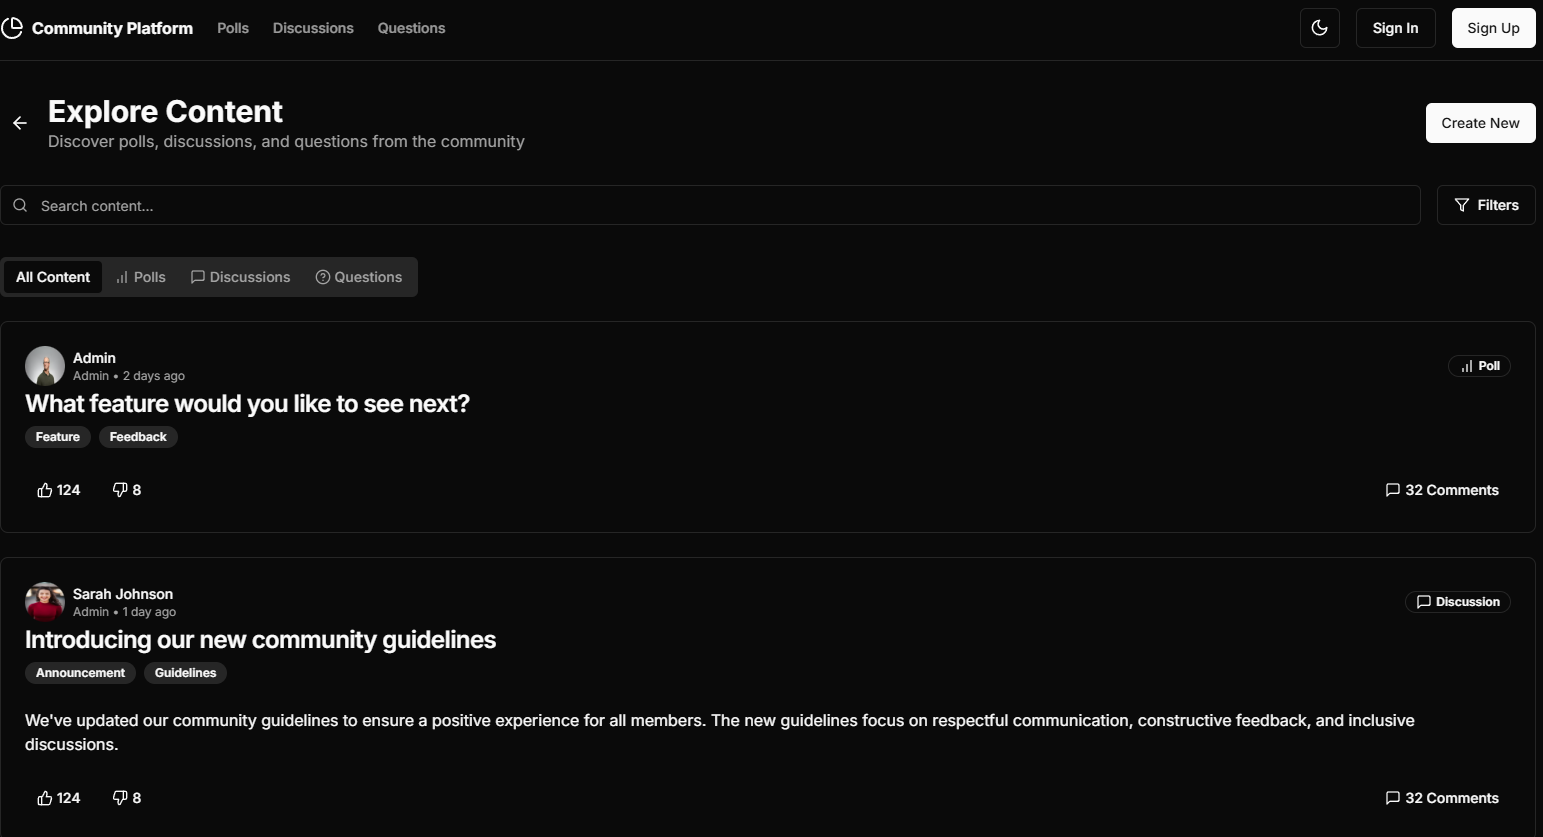 Community Platform Polls Discussions Questions Sign In Sign Up
Explore Content
Discover polls, discussions, and questions from the community
Create New
Search content...
Filters
All Content Polls Discussions Questions
Admin
Admin • 2 days ago
Poll
What feature would you like to see next?
Feature Feedback
124 8 32 Comments
Sarah Johnson
Admin • 1 day ago
Discussion
Introducing our new community guidelines
Announcement Guidelines
We've updated our community guidelines to ensure a positive experience for all members. The new guidelines focus on respectful communication, constructive feedback, and inclusive
discussions.
124 8 32 Comments